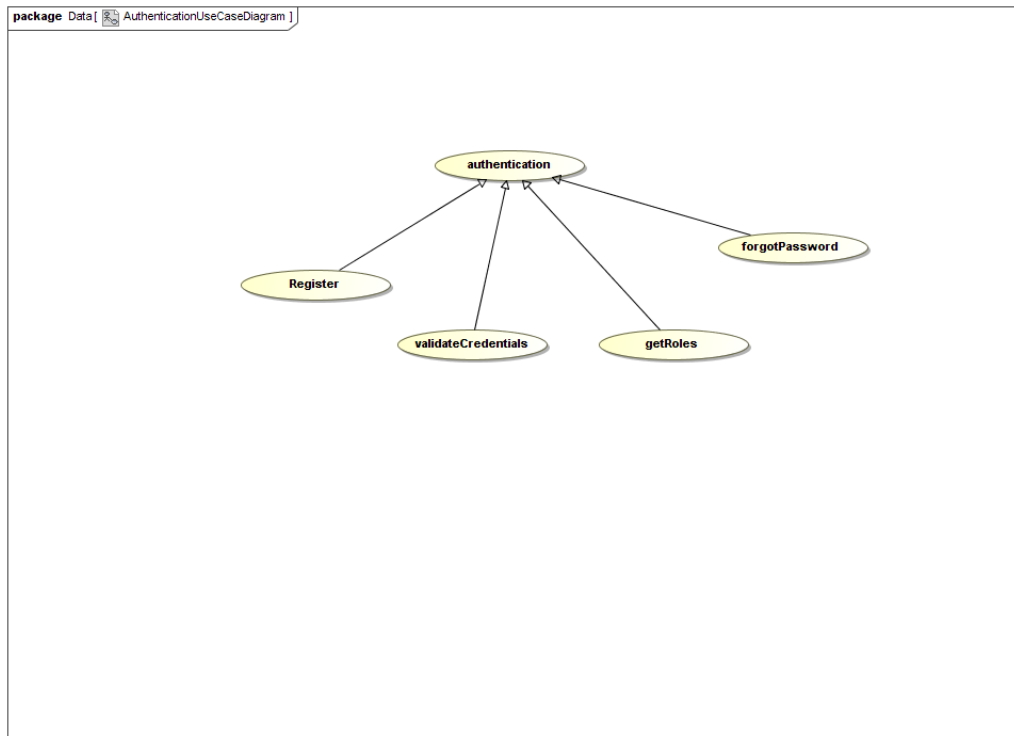 package Data[ AuthenticationUseCaseDiagram ]
authentication
forgotPassword
Register
validateCredentials
getRoles